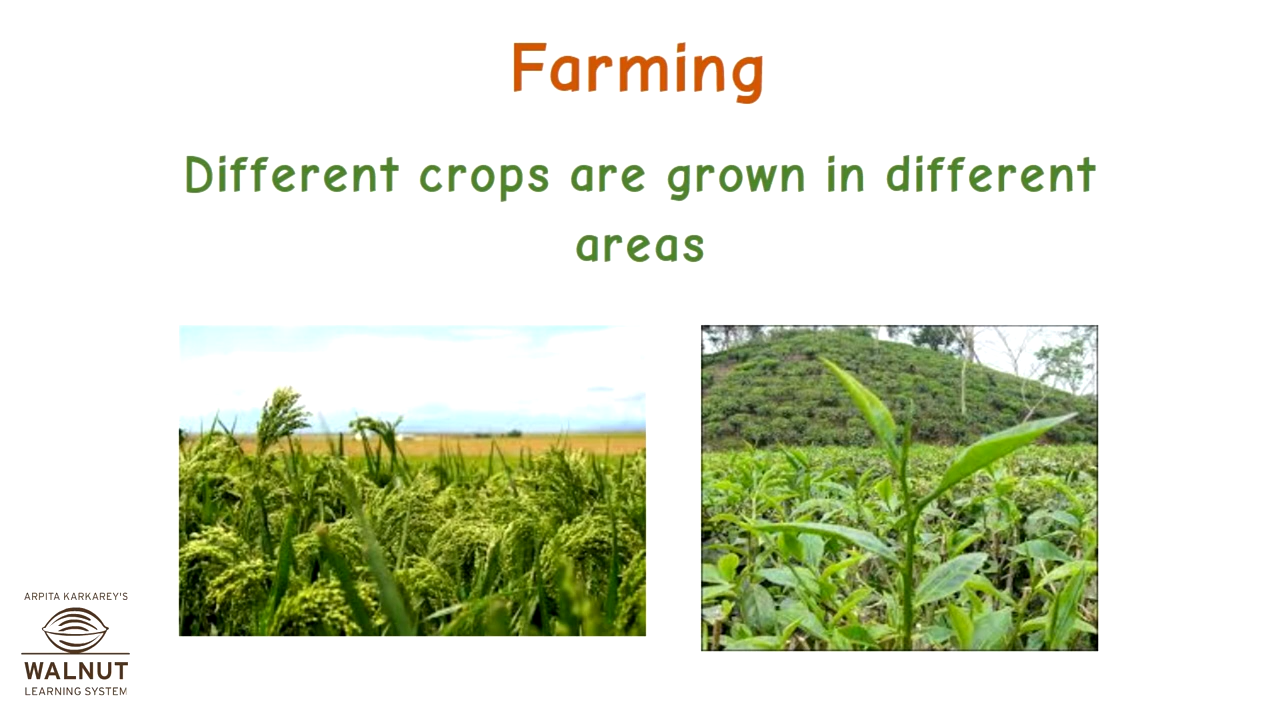 Farming
Different crops are grown in different
areas
ARPITA KARKAREY'S
WALNUT
LEARNING SYSTEM